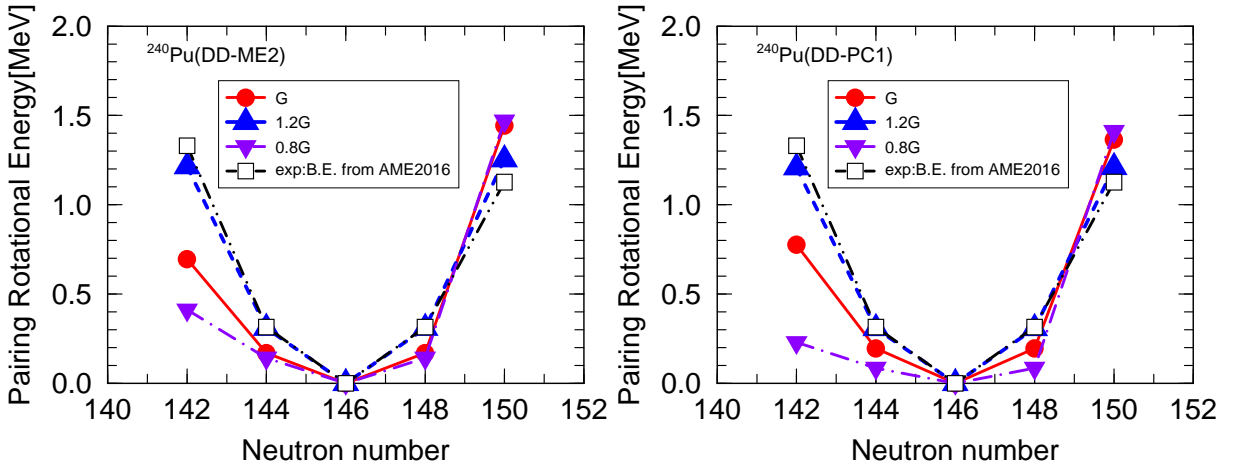 Pairing Rotational Energy[MeV]
2.0
1.5
1.0
0.5
0.0
²⁴⁰Pu(DD-ME2)
G
1.2G
0.8G
exp:B.E. from AME2016
140 142 144 146 148 150 152
Neutron number
Pairing Rotational Energy[MeV]
2.0
1.5
1.0
0.5
0.0
²⁴⁰Pu(DD-PC1)
G
1.2G
0.8G
exp:B.E. from AME2016
140 142 144 146 148 150 152
Neutron number